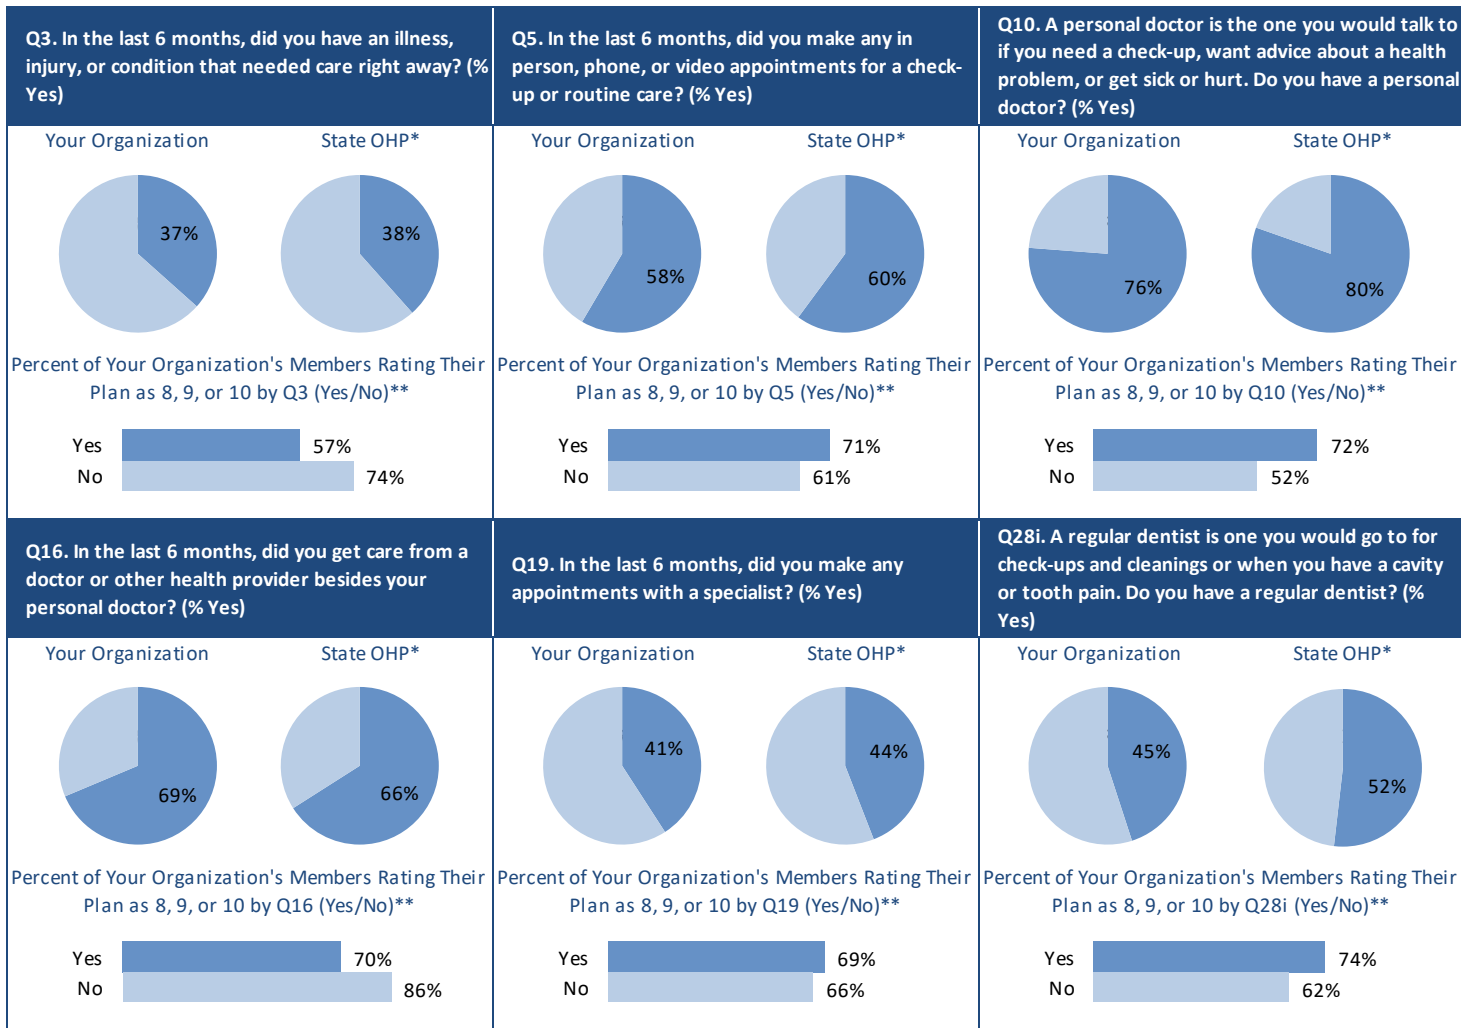 Q3. In the last 6 months, did you have an illness,
injury, or condition that needed care right away? (%
Yes)
Your Organization
State OHP*
37%
38%
Percent of Your Organization's Members Rating Their
Plan as 8, 9, or 10 by Q3 (Yes/No)**
Yes
57%
No
74%
Q5. In the last 6 months, did you make any in
person, phone, or video appointments for a check-
up or routine care? (% Yes)
Your Organization
State OHP*
58%
60%
Percent of Your Organization's Members Rating Their
Plan as 8, 9, or 10 by Q5 (Yes/No)**
Yes
71%
No
61%
Q10. A personal doctor is the one you would talk to
if you need a check-up, want advice about a health
problem, or get sick or hurt. Do you have a personal
doctor? (% Yes)
Your Organization
State OHP*
76%
80%
Percent of Your Organization's Members Rating Their
Plan as 8, 9, or 10 by Q10 (Yes/No)**
Yes
72%
No
52%
Q16. In the last 6 months, did you get care from a
doctor or other health provider besides your
personal doctor? (% Yes)
Your Organization
State OHP*
69%
66%
Percent of Your Organization's Members Rating Their
Plan as 8, 9, or 10 by Q16 (Yes/No)**
Yes
70%
No
86%
Q19. In the last 6 months, did you make any
appointments with a specialist? (% Yes)
Your Organization
State OHP*
41%
44%
Percent of Your Organization's Members Rating Their
Plan as 8, 9, or 10 by Q19 (Yes/No)**
Yes
69%
No
66%
Q28i. A regular dentist is one you would go to for
check-ups and cleanings or when you have a cavity
or tooth pain. Do you have a regular dentist? (%
Yes)
Your Organization
State OHP*
45%
52%
Percent of Your Organization's Members Rating Their
Plan as 8, 9, or 10 by Q28i (Yes/No)**
Yes
74%
No
62%